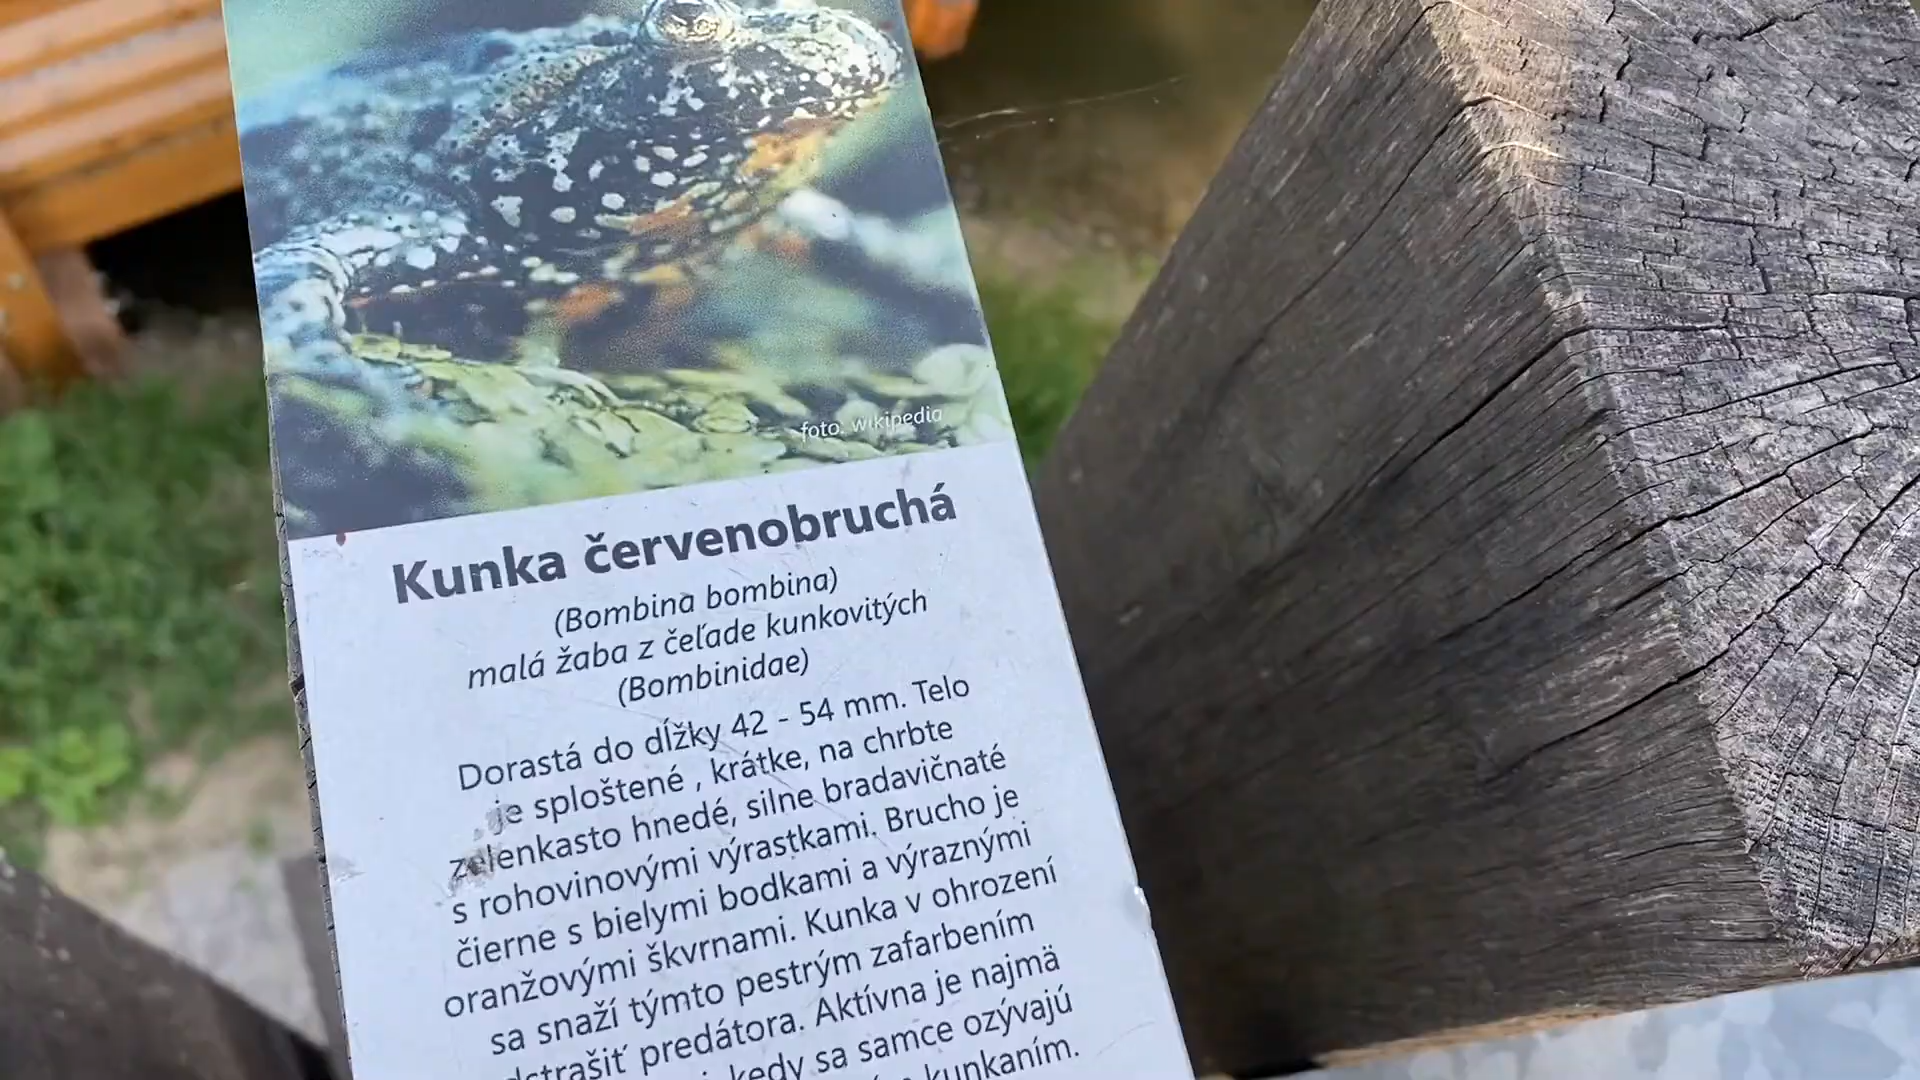 foto: wikipedia
Kunka červenobruchá
(Bombina bombina)
malá žaba z čeľade kunkovitých
(Bombinidae)
Dorastá do dĺžky 42 - 54 mm. Telo
je sploštené , krátke, na chrbte
zelenkasto hnedé, silne bradavičnaté
s rohovinovými výrastkami. Brucho je
čierne s bielymi bodkami a výraznými
oranžovými škvrnami. Kunka v ohrození
sa snaží týmto pestrým zafarbením
predátora. Aktívna je najmä
kedy sa samce ozývajú
kunkaním.